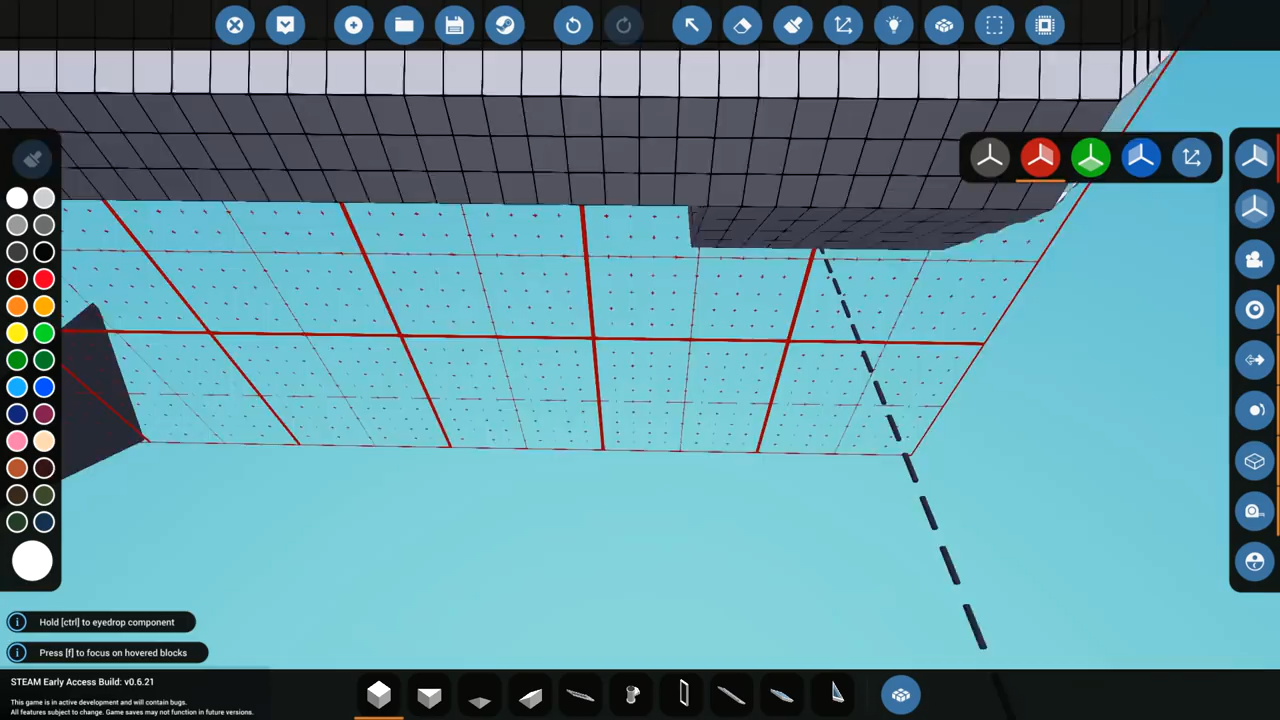 Hold [ctrl] to eyedrop component
Press [f] to focus on hovered blocks
STEAM Early Access Build: v0.6.21
This game is in active development and will contain bugs.
All features subject to change. Game saves may not function in future versions.